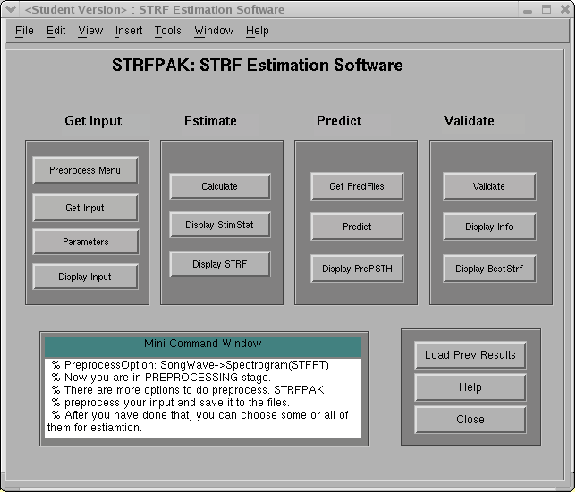 <Student Version> : STRF Estimation Software
File Edit View Insert Tools Window Help
STRFPAK: STRF Estimation Software
Get Input Estimate Predict Validate
Preprocess Menu
Get Input
Parameters
Display Input
Calculate
Display StimStat
Display STRF
Get PredFiles
Predict
Display PrePSTH
Validate
Display Info
Display BestStrf
Mini Command Window
% PreprocessOption: SongWave->Spectrogram(STFFT)
% Now you are in PREPROCESSING stage.
% There are more options to do preprocess. STRFPAK
% preprocess your input and save it to the files.
% After you have done that, you can choose some or all of
them for estiamtion.
Load Prev Results
Help
Close